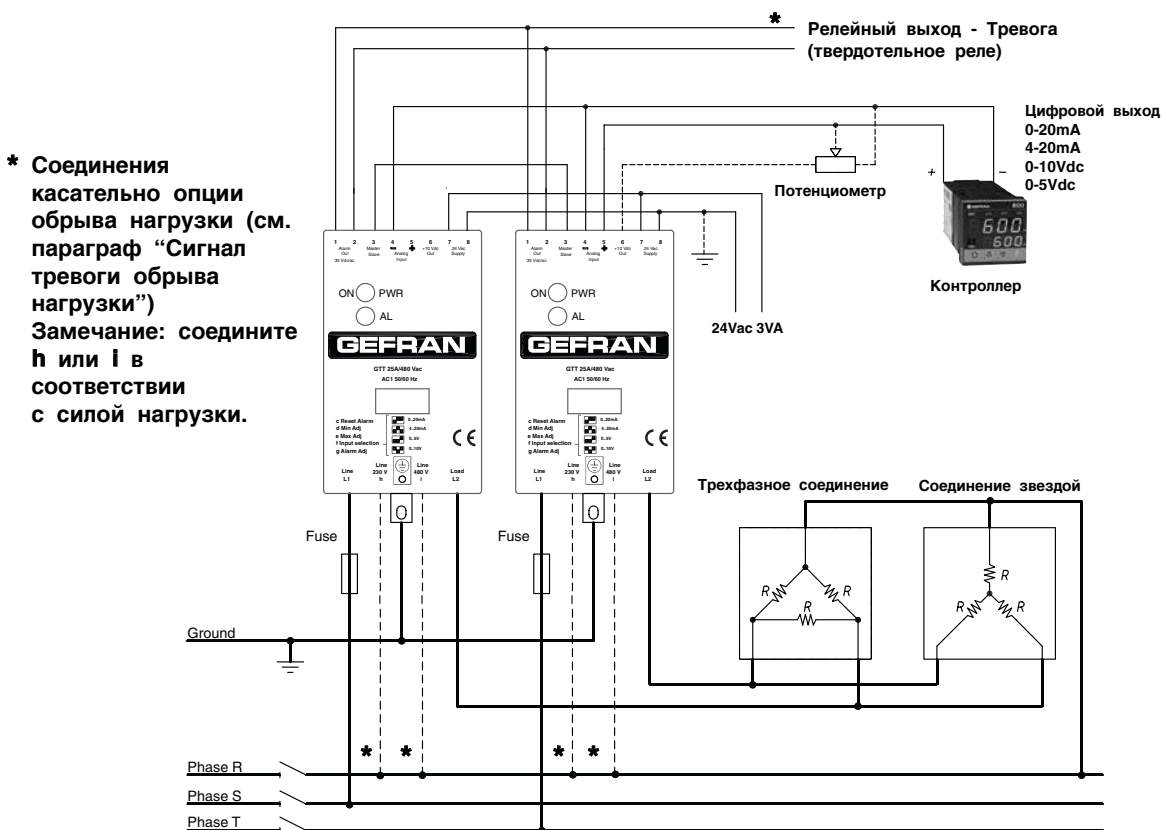 * Релейный выход - Тревога
(твердотельное реле)
Цифровой выход
0-20mA
4-20mA
0-10Vdc
0-5Vdc
* Соединения
касательно опции
обрыва нагрузки (см.
параграф “Сигнал
тревоги обрыва
нагрузки”)
Замечание: соедините
h или i в
соответствии
с силой нагрузки.
Потенциометр
+ −
GEFRAN 600
600
600
Контроллер
24Vac 3VA
1 2 3 4 5 6 7 8
Alarm Out 30 Vdc/ac
Master Slave
- Analog Input +
+10 Vdc Out
24 Vac Supply
ON PWR
AL
GEFRAN
GTT 25A/480 Vac
AC1 50/60 Hz
c Reset Alarm 0..20mA
d Min Adj 4..20mA
e Max Adj 0..5V
f Input selection
g Alarm Adj 0..10V
CE
Line L1
Line 230 V h
Line 480 V i
Load L2
1 2 3 4 5 6 7 8
Alarm Out 30 Vdc/ac
Master Slave
- Analog Input +
+10 Vdc Out
24 Vac Supply
ON PWR
AL
GEFRAN
GTT 25A/480 Vac
AC1 50/60 Hz
c Reset Alarm 0..20mA
d Min Adj 4..20mA
e Max Adj 0..5V
f Input selection
g Alarm Adj 0..10V
CE
Line L1
Line 230 V h
Line 480 V i
Load L2
Трехфазное соединение
Соединение звездой
Fuse
Fuse
R R
R
R
R R
Ground
* * * *
Phase R
Phase S
Phase T